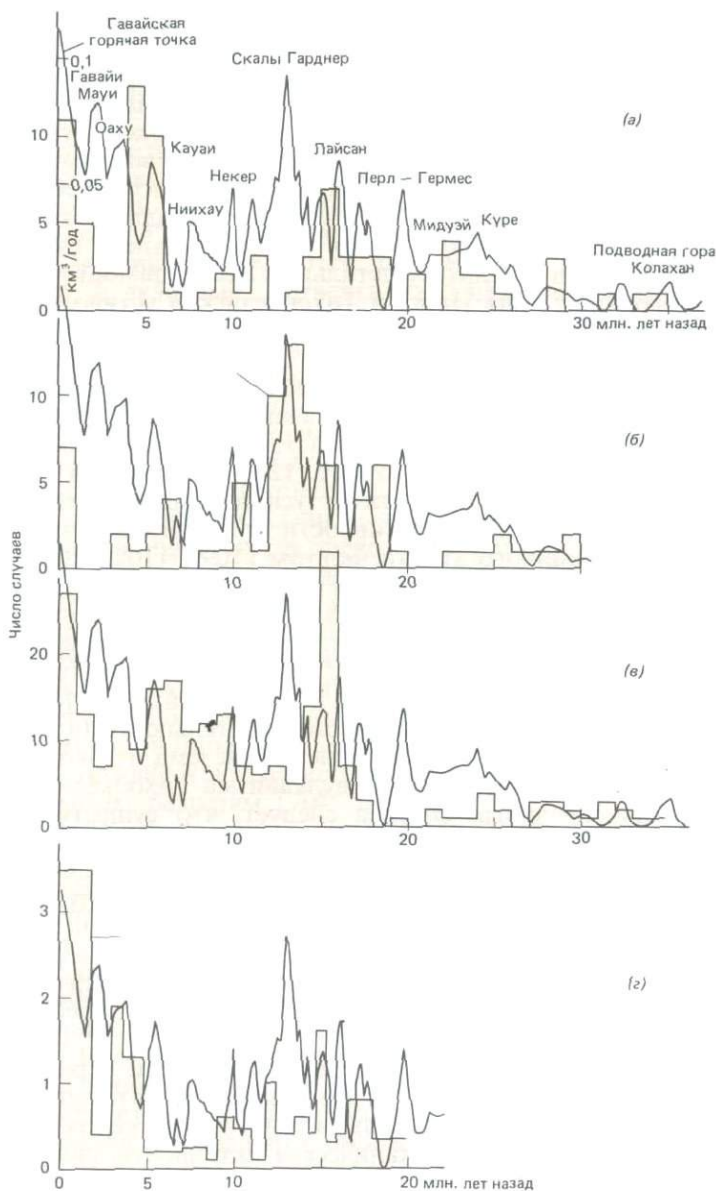 Гавайская
горячая точка
0,1
Гавайи
Мауи
Оаху
Скалы Гарднер
(а)
10
Кауаи
Лайсан
0,05
Некер
Перл – Гермес
5
Ниихау
Мидуэй
Куре
Подводная гора
Колахан
км³/год
0
5
10
20
30
млн. лет назад
10
(б)
5
0
10
20
30
Число случаев
20
(в)
10
0
10
20
30
3
(г)
2
1
0
0
5
10
20
млн. лет назад